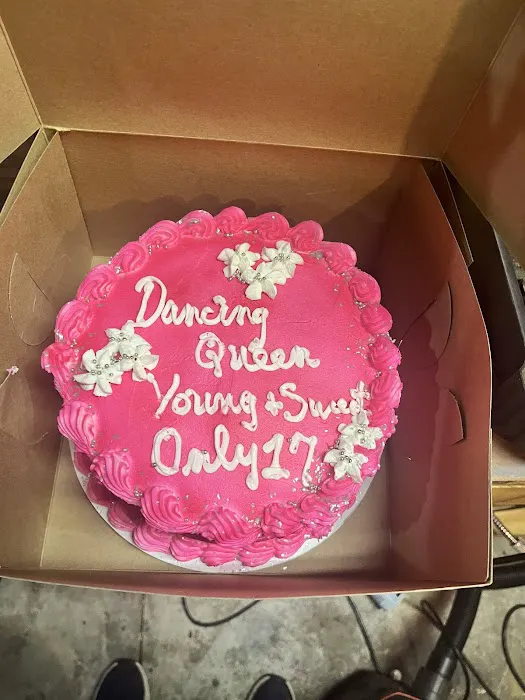 Dancing
Queen
Young + Sweet
Only 17